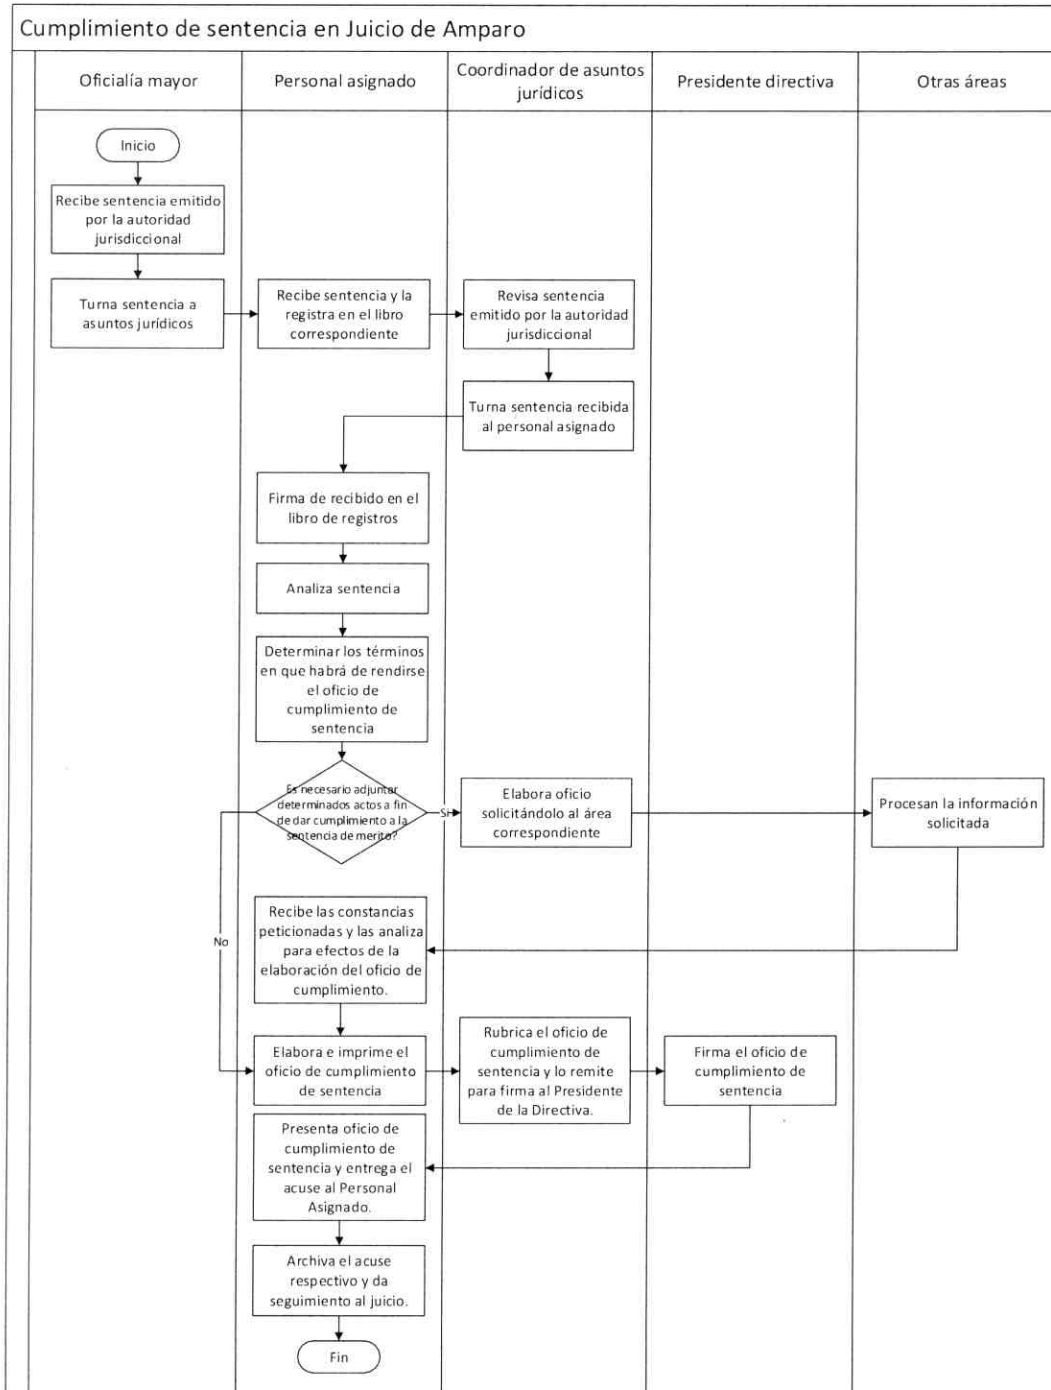 Cumplimiento de sentencia en Juicio de Amparo
Oficialía mayor
Personal asignado
Coordinador de asuntos
jurídicos
Presidente directiva
Otras áreas
Inicio
Recibe sentencia emitido
por la autoridad
jurisdiccional
Turna sentencia a
asuntos jurídicos
Recibe sentencia y la
registra en el libro
correspondiente
Revisa sentencia
emitido por la autoridad
jurisdiccional
Turna sentencia recibida
al personal asignado
Firma de recibido en el
libro de registros
Analiza sentencia
Determinar los términos
en que habrá de rendirse
el oficio de
cumplimiento de
sentencia
Es necesario adjuntar
determinados actos a fin
de dar cumplimiento a la
sentencia de merito?
Si
Elabora oficio
solicitándolo al área
correspondiente
Procesan la información
solicitada
No
Recibe las constancias
peticionadas y las analiza
para efectos de la
elaboración del oficio de
cumplimiento.
Elabora e imprime el
oficio de cumplimiento
de sentencia
Rubrica el oficio de
cumplimiento de
sentencia y lo remite
para firma al Presidente
de la Directiva.
Firma el oficio de
cumplimiento de
sentencia
Presenta oficio de
cumplimiento de
sentencia y entrega el
acuse al Personal
Asignado.
Archiva el acuse
respectivo y da
seguimiento al juicio.
Fin